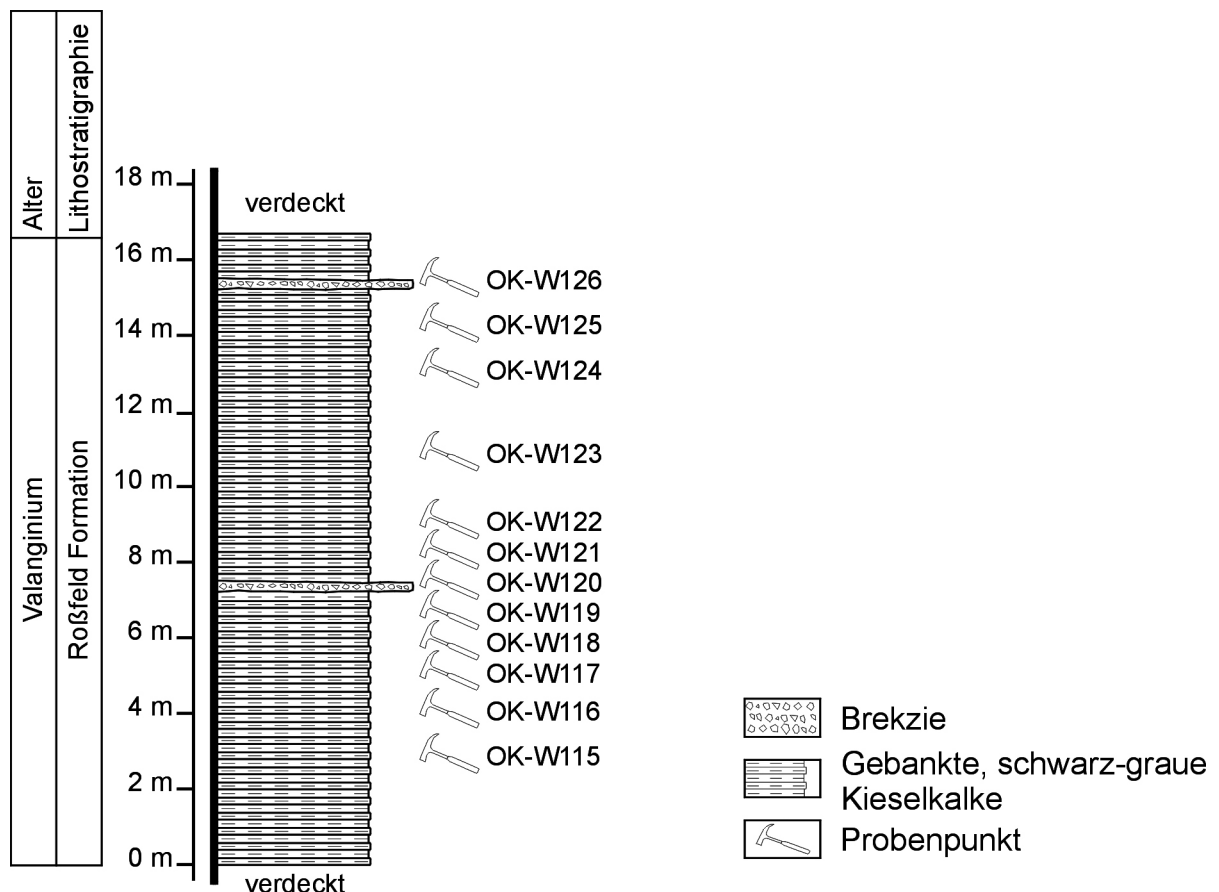 Alter
Lithostratigraphie
Valanginium
Roßfeld Formation
18 m
16 m
14 m
12 m
10 m
8 m
6 m
4 m
2 m
0 m
verdeckt
verdeckt
OK-W126
OK-W125
OK-W124
OK-W123
OK-W122
OK-W121
OK-W120
OK-W119
OK-W118
OK-W117
OK-W116
OK-W115
Brekzie
Gebankte, schwarz-graue
Kieselkalke
Probenpunkt